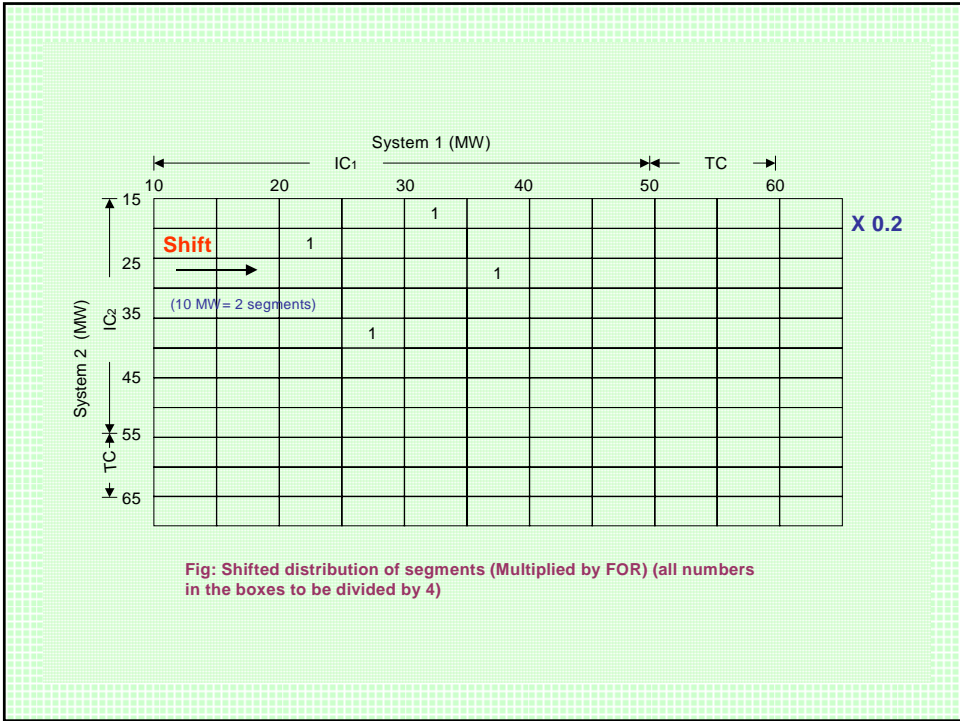 System 1 (MW)
IC1 TC
10 20 30 40 50 60
15
1
X 0.2
Shift
1
25
1
(10 MW= 2 segments)
35
1
45
55
65
System 2 (MW)
IC2
TC
Fig: Shifted distribution of segments (Multiplied by FOR) (all numbers
in the boxes to be divided by 4)